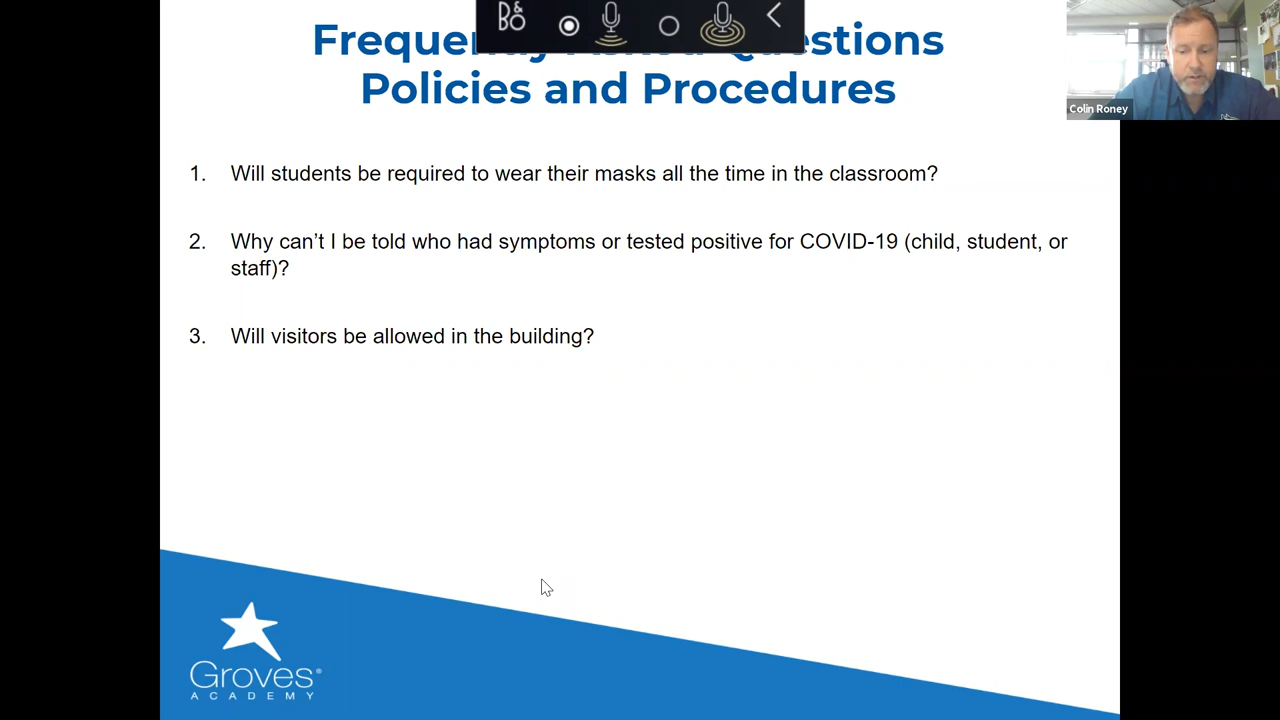 B&O
Questions
Policies and Procedures
Colin Roney
1. Will students be required to wear their masks all the time in the classroom?
2. Why can’t I be told who had symptoms or tested positive for COVID-19 (child, student, or
staff)?
3. Will visitors be allowed in the building?
Groves®
ACADEMY